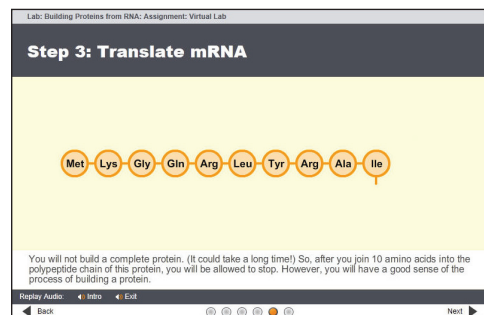 Lab: Building Proteins from RNA: Assignment: Virtual Lab
Step 3: Translate mRNA
Met Lys Gly Gln Arg Leu Tyr Arg Ala Ile
You will not build a complete protein. (It could take a long time!) So, after you join 10 amino acids into the
polypeptide chain of this protein, you will be allowed to stop. However, you will have a good sense of the
process of building a protein.
Replay Audio: Intro Exit
Back Next